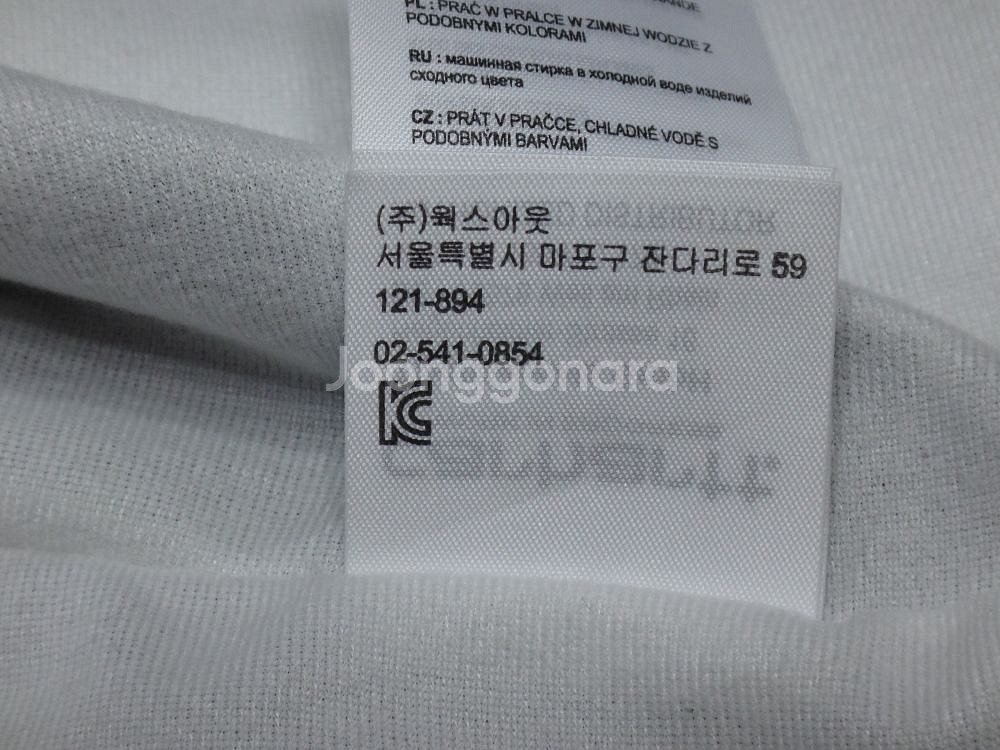 PL : PRAĆ W PRALCE W ZIMNEJ WODZIE Z
PODOBNYMI KOLORAMI
RU : машинная стирка в холодной воде изделий
сходного цвета
CZ : PRÁT V PRAČCE, CHLADNÉ VODĚ S
PODOBNÝMI BARVAMI
(주)웍스아웃
서울특별시 마포구 잔다리로 59
121-894
02-541-0854
Joonggonara
KC